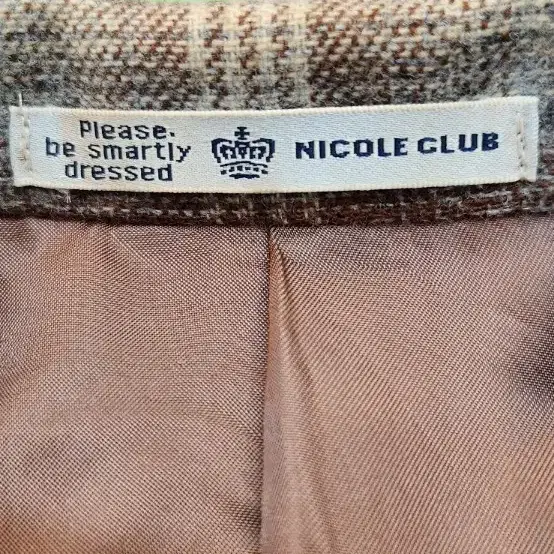 Please.
be smartly
dressed
NICOLE CLUB